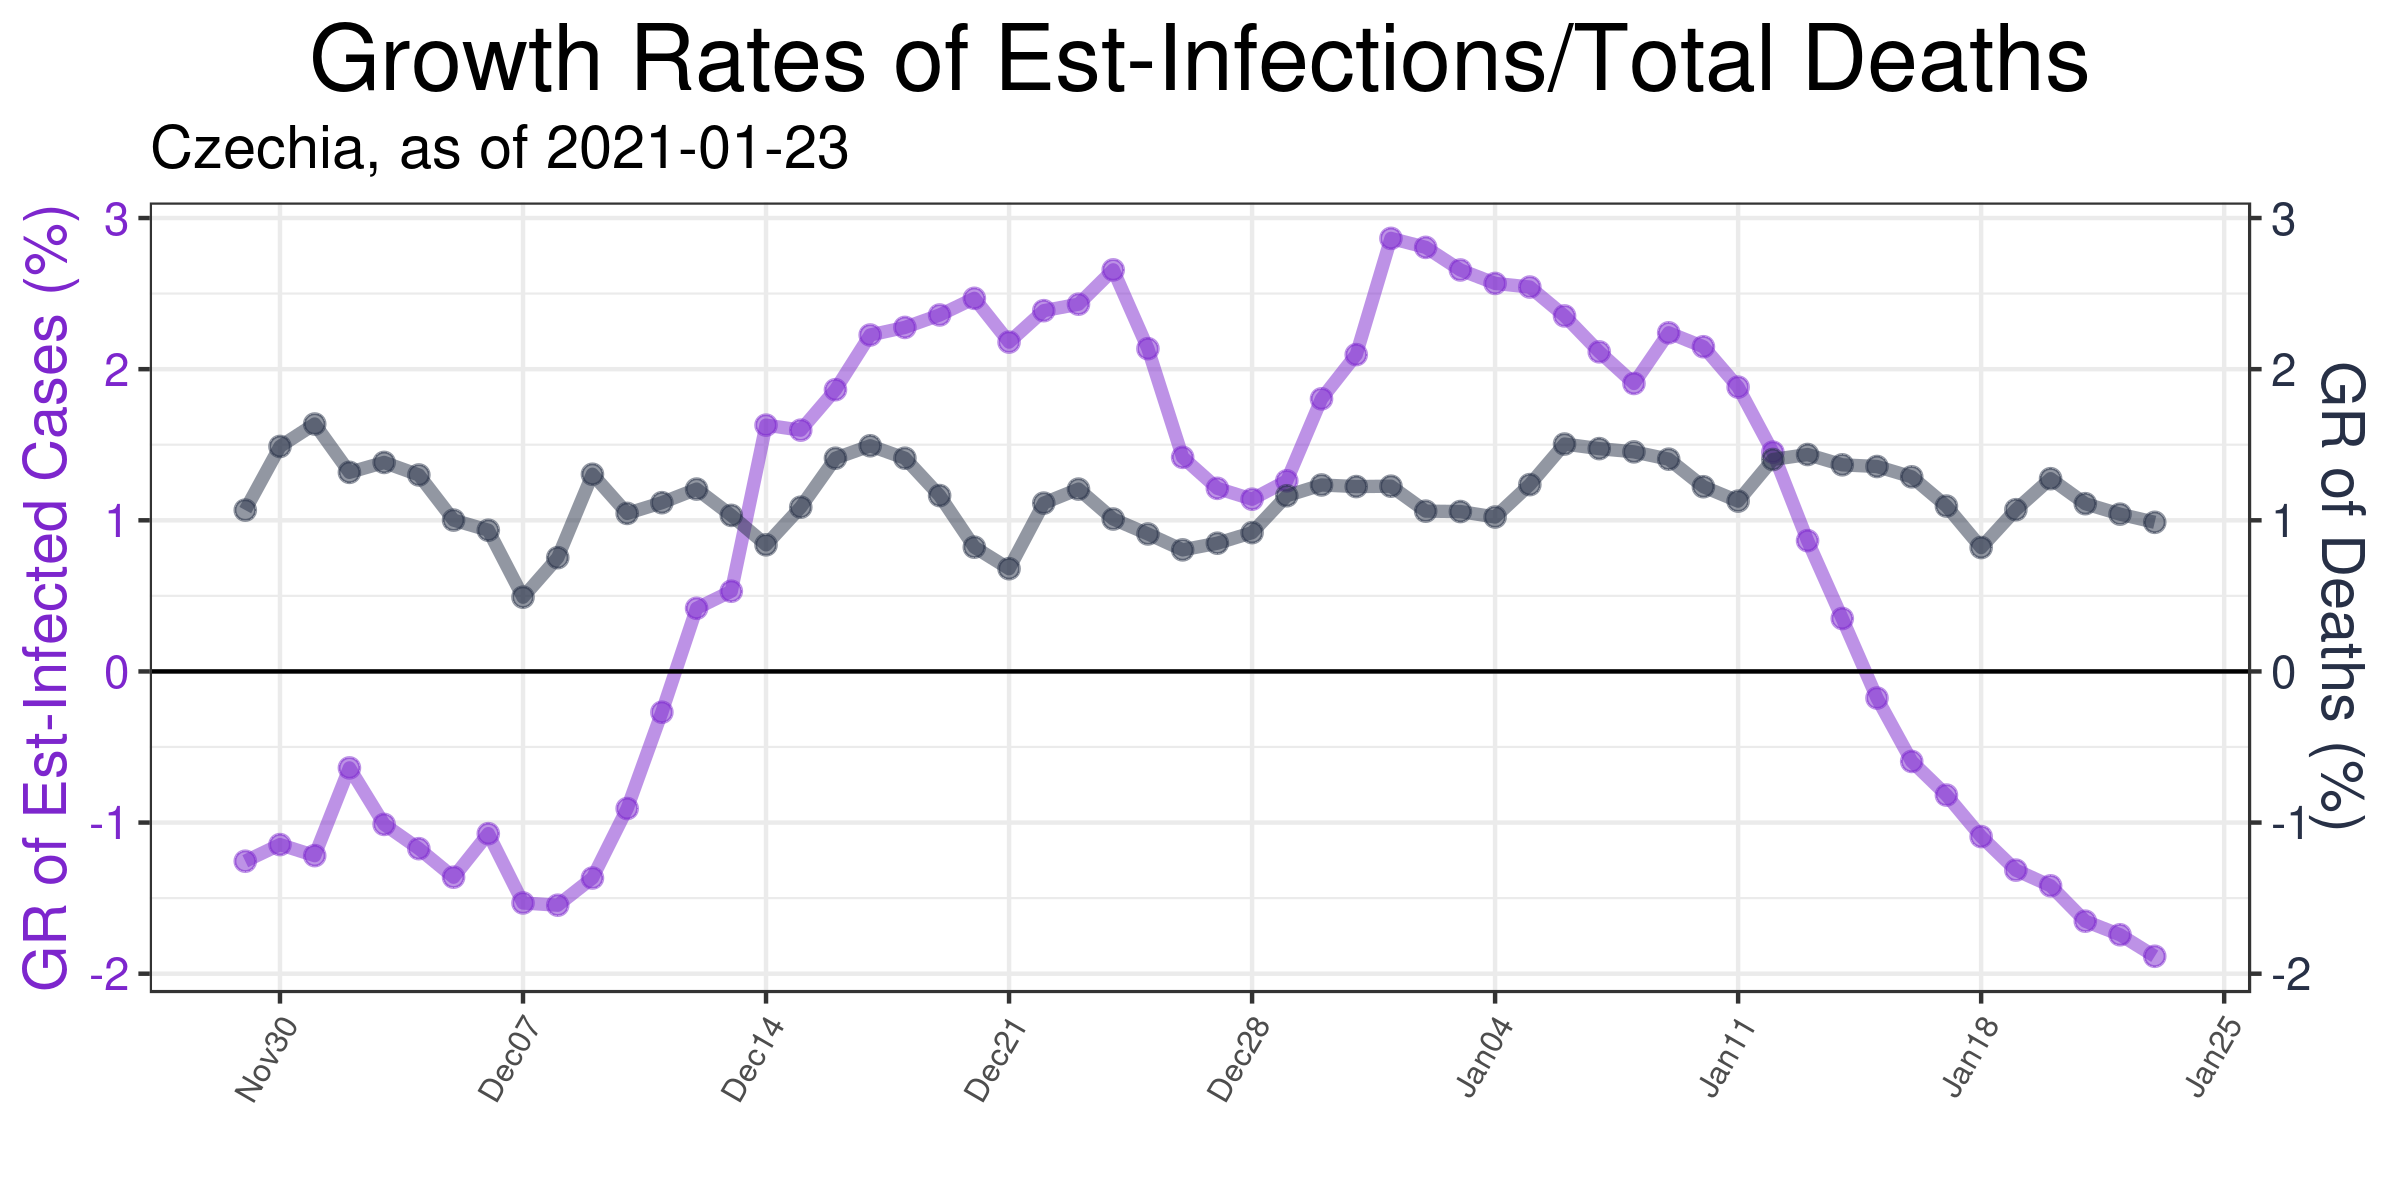 Growth Rates of Est-Infections/Total Deaths
Czechia, as of 2021-01-23
GR of Est-Infected Cases (%)
3
2
1
0
-1
-2
3
2
1
0
-1
-2
GR of Deaths (%)
Nov30
Dec07
Dec14
Dec21
Dec28
Jan04
Jan11
Jan18
Jan25